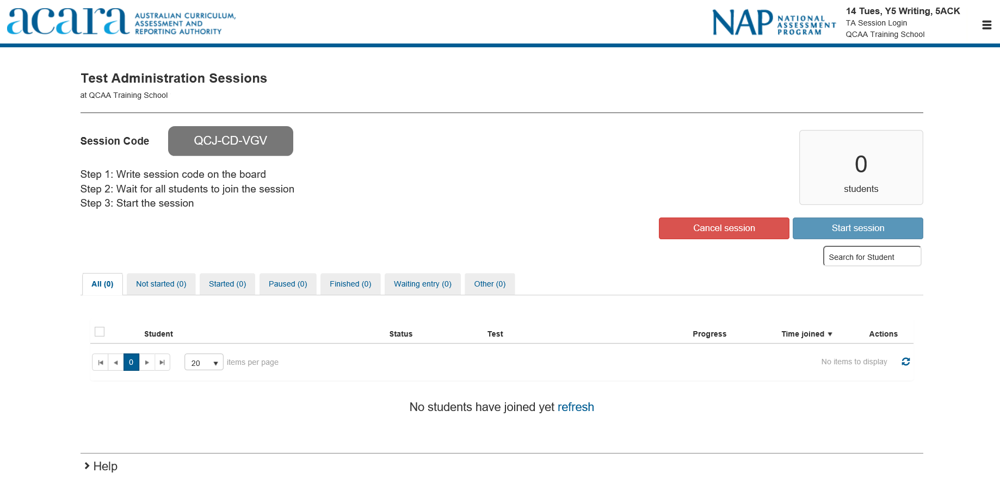 acara AUSTRALIAN CURRICULUM,
ASSESSMENT AND
REPORTING AUTHORITY
NAP NATIONAL
ASSESSMENT
PROGRAM
14 Tues, Y5 Writing, 5ACK
TA Session Login
QCAA Training School
Test Administration Sessions
at QCAA Training School
Session Code QCJ-CD-VGV
Step 1: Write session code on the board
Step 2: Wait for all students to join the session
Step 3: Start the session
0
students
Cancel session Start session
Search for Student
All (0) Not started (0) Started (0) Paused (0) Finished (0) Waiting entry (0) Other (0)
Student Status Test Progress Time joined Actions
0 20 items per page No items to display
No students have joined yet refresh
Help